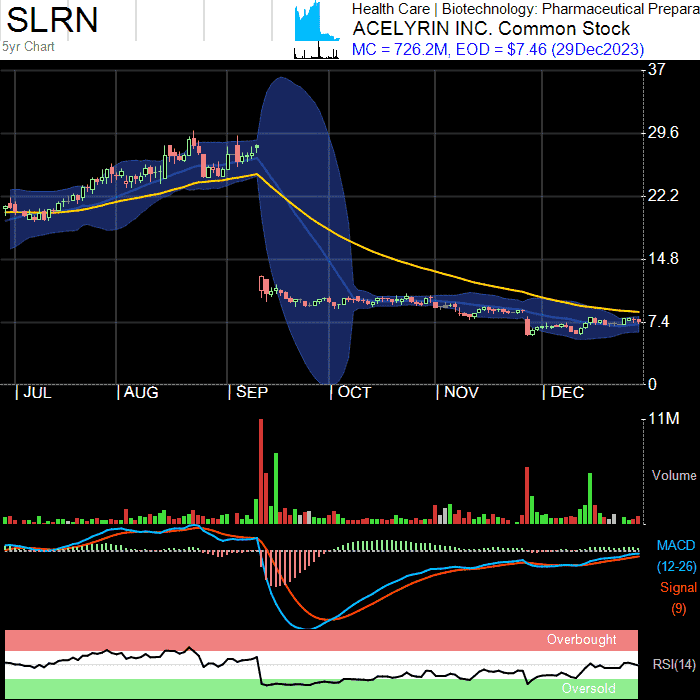 SLRN
5yr Chart
Health Care | Biotechnology: Pharmaceutical Prepara
ACELYRIN INC. Common Stock
MC = 726.2M, EOD = $7.46 (29Dec2023)
37
29.6
22.2
14.8
7.4
0
| JUL | AUG | SEP | OCT | NOV | DEC
11M
Volume
MACD
(12-26)
Signal
(9)
Overbought
RSI(14)
Oversold